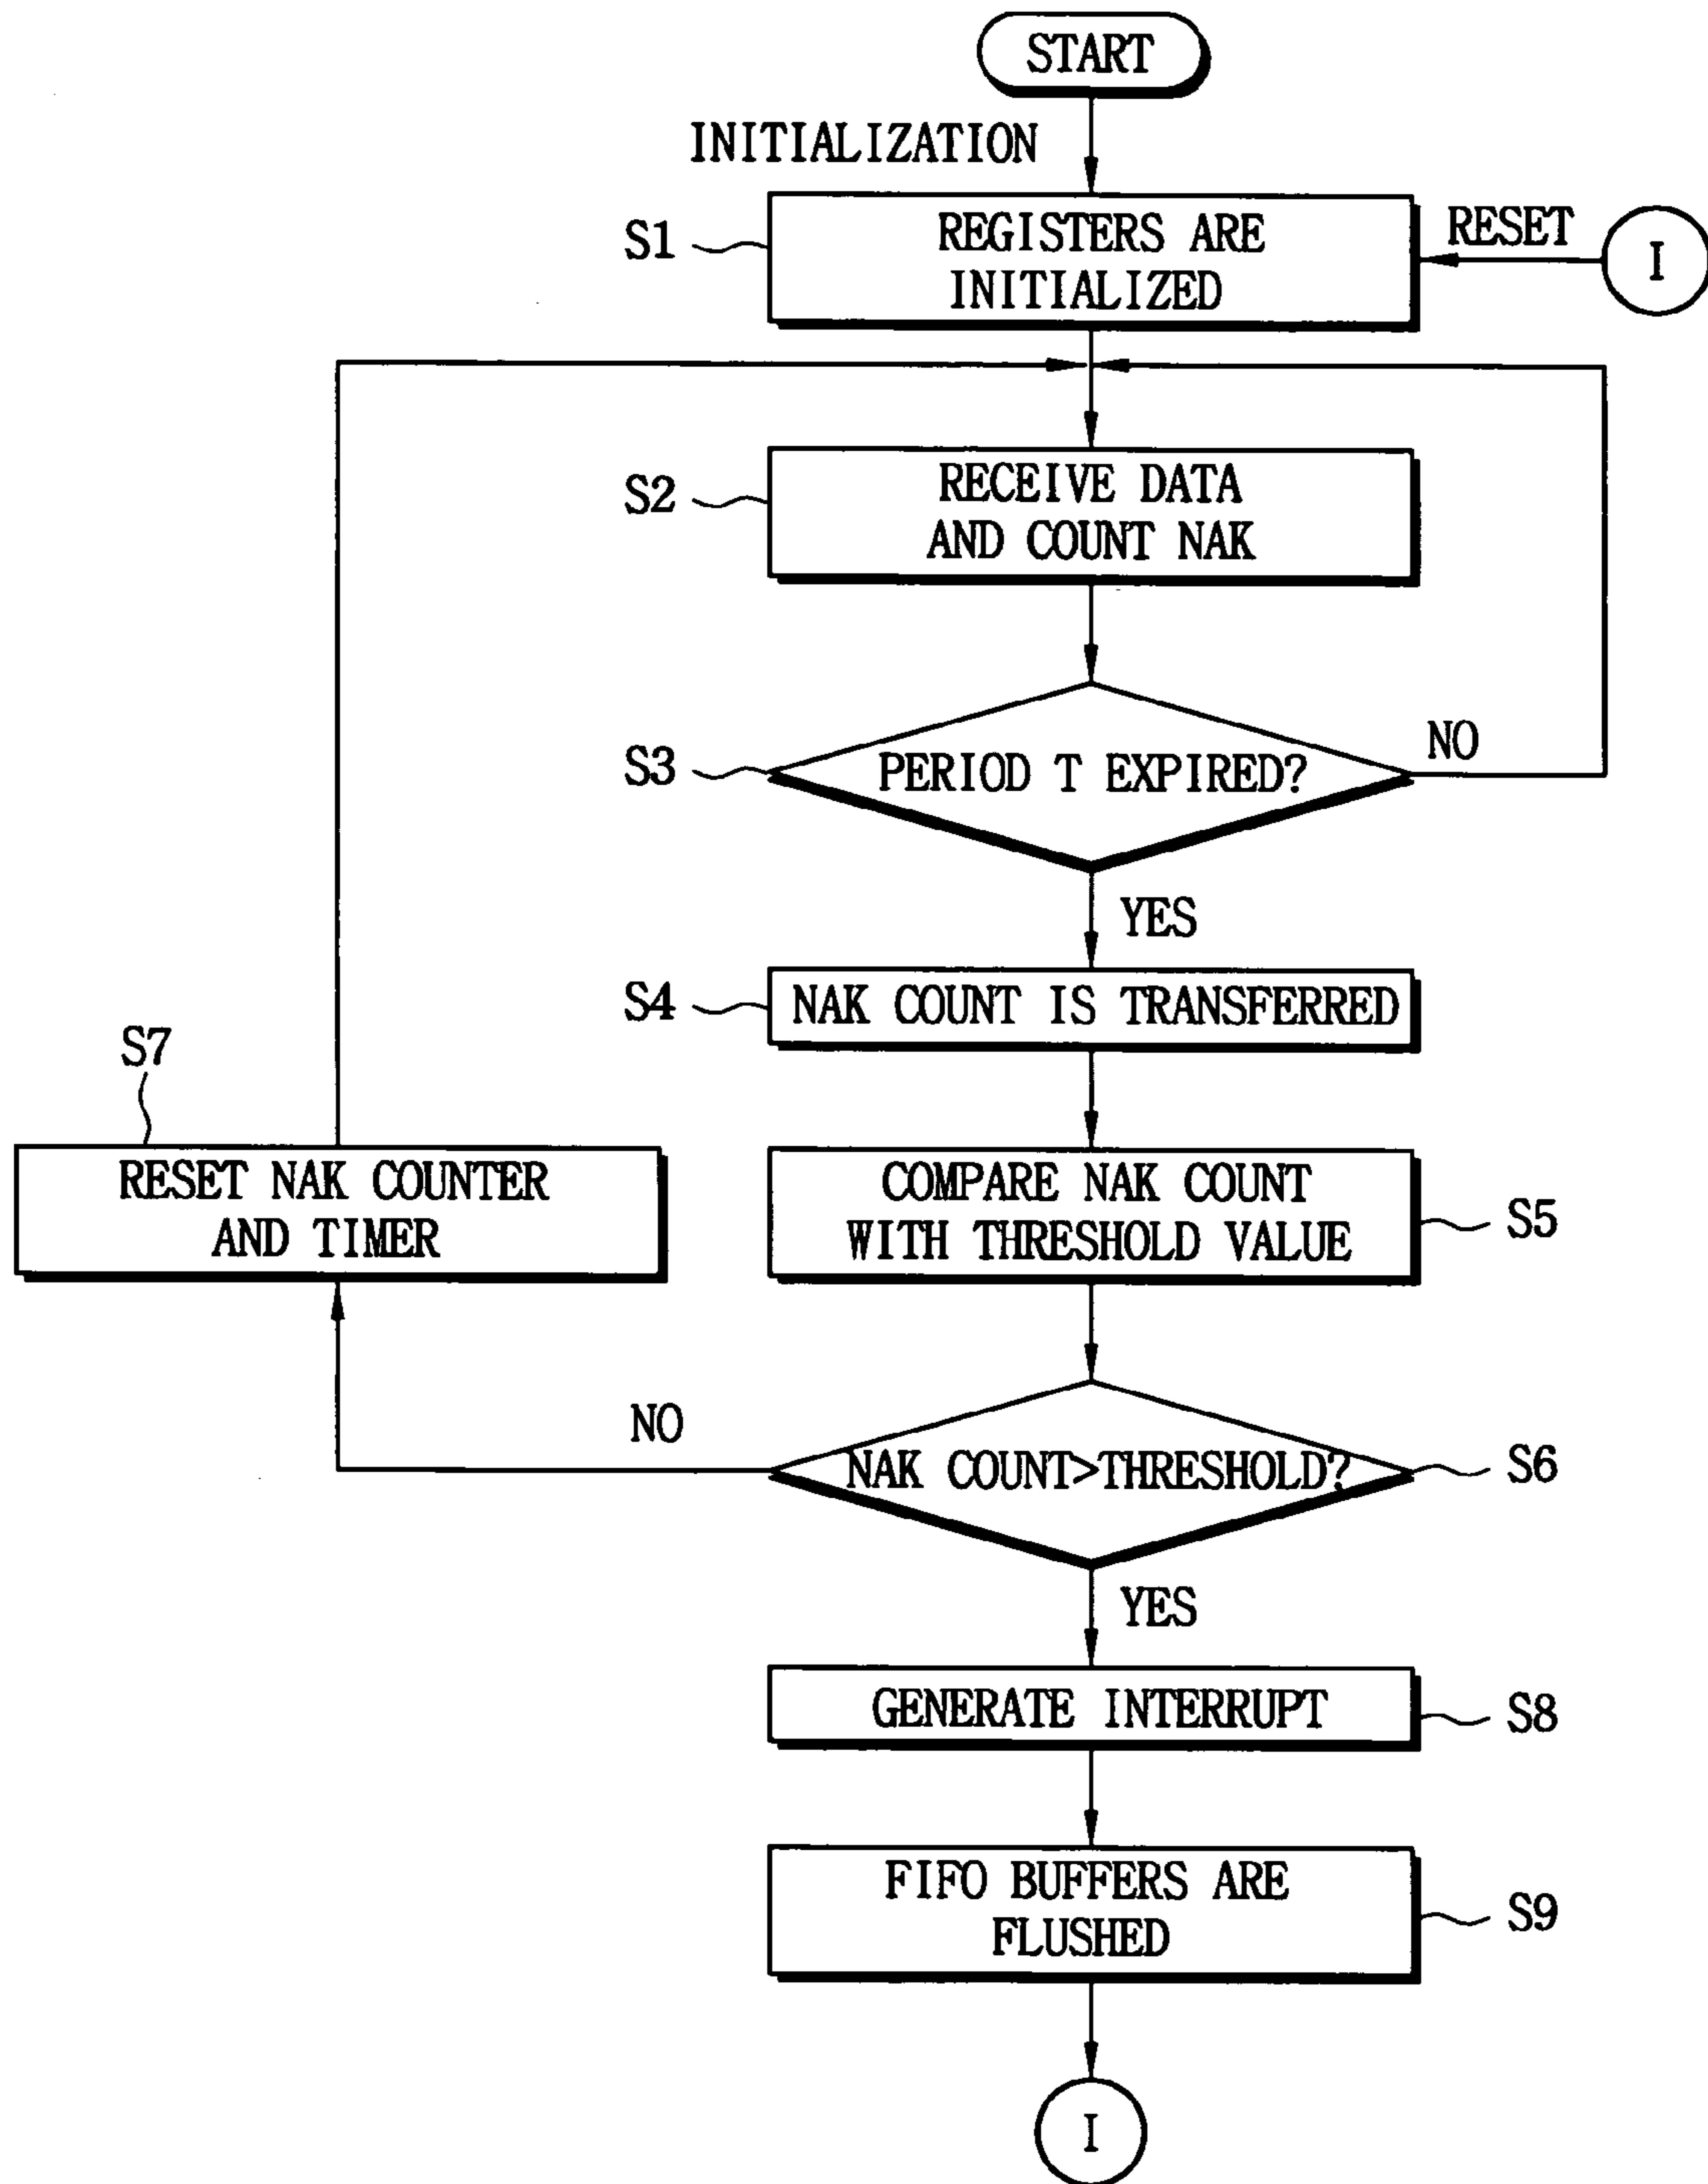 START
INITIALIZATION
S1
REGISTERS ARE
INITIALIZED
RESET
I
S2
RECEIVE DATA
AND COUNT NAK
S3
PERIOD T EXPIRED?
NO
YES
S4
NAK COUNT IS TRANSFERRED
S7
RESET NAK COUNTER
AND TIMER
COMPARE NAK COUNT
WITH THRESHOLD VALUE
S5
NO
NAK COUNT>THRESHOLD?
S6
YES
GENERATE INTERRUPT
S8
FIFO BUFFERS ARE
FLUSHED
S9
I